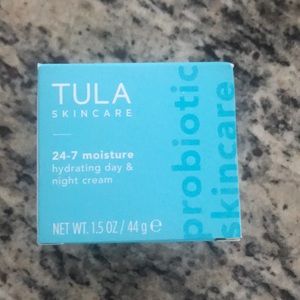 TULA
SKINCARE
24-7 moisture
hydrating day &
night cream
NET WT. 1.5 OZ / 44 g ℮
probiotic
skincare